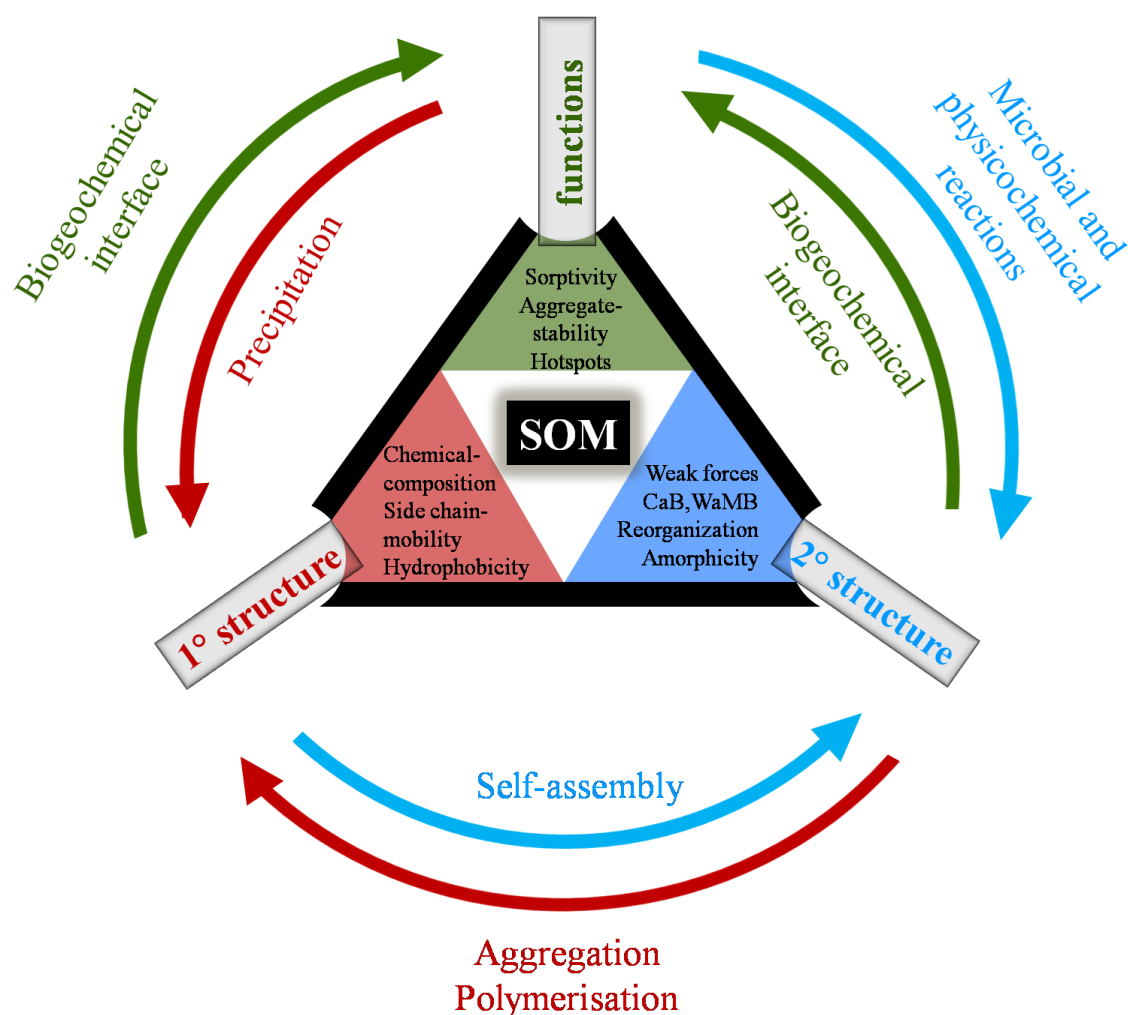 functions
Biogeochemical
interface
Precipitation
Microbial and
physicochemical
reactions
Biogeochemical
interface
Sorptivity
Aggregate-
stability
Hotspots
SOM
Chemical-
composition
Side chain-
mobility
Hydrophobicity
Weak forces
CaB,WaMB
Reorganization
Amorphicity
1° structure
2° structure
Self-assembly
Aggregation
Polymerisation